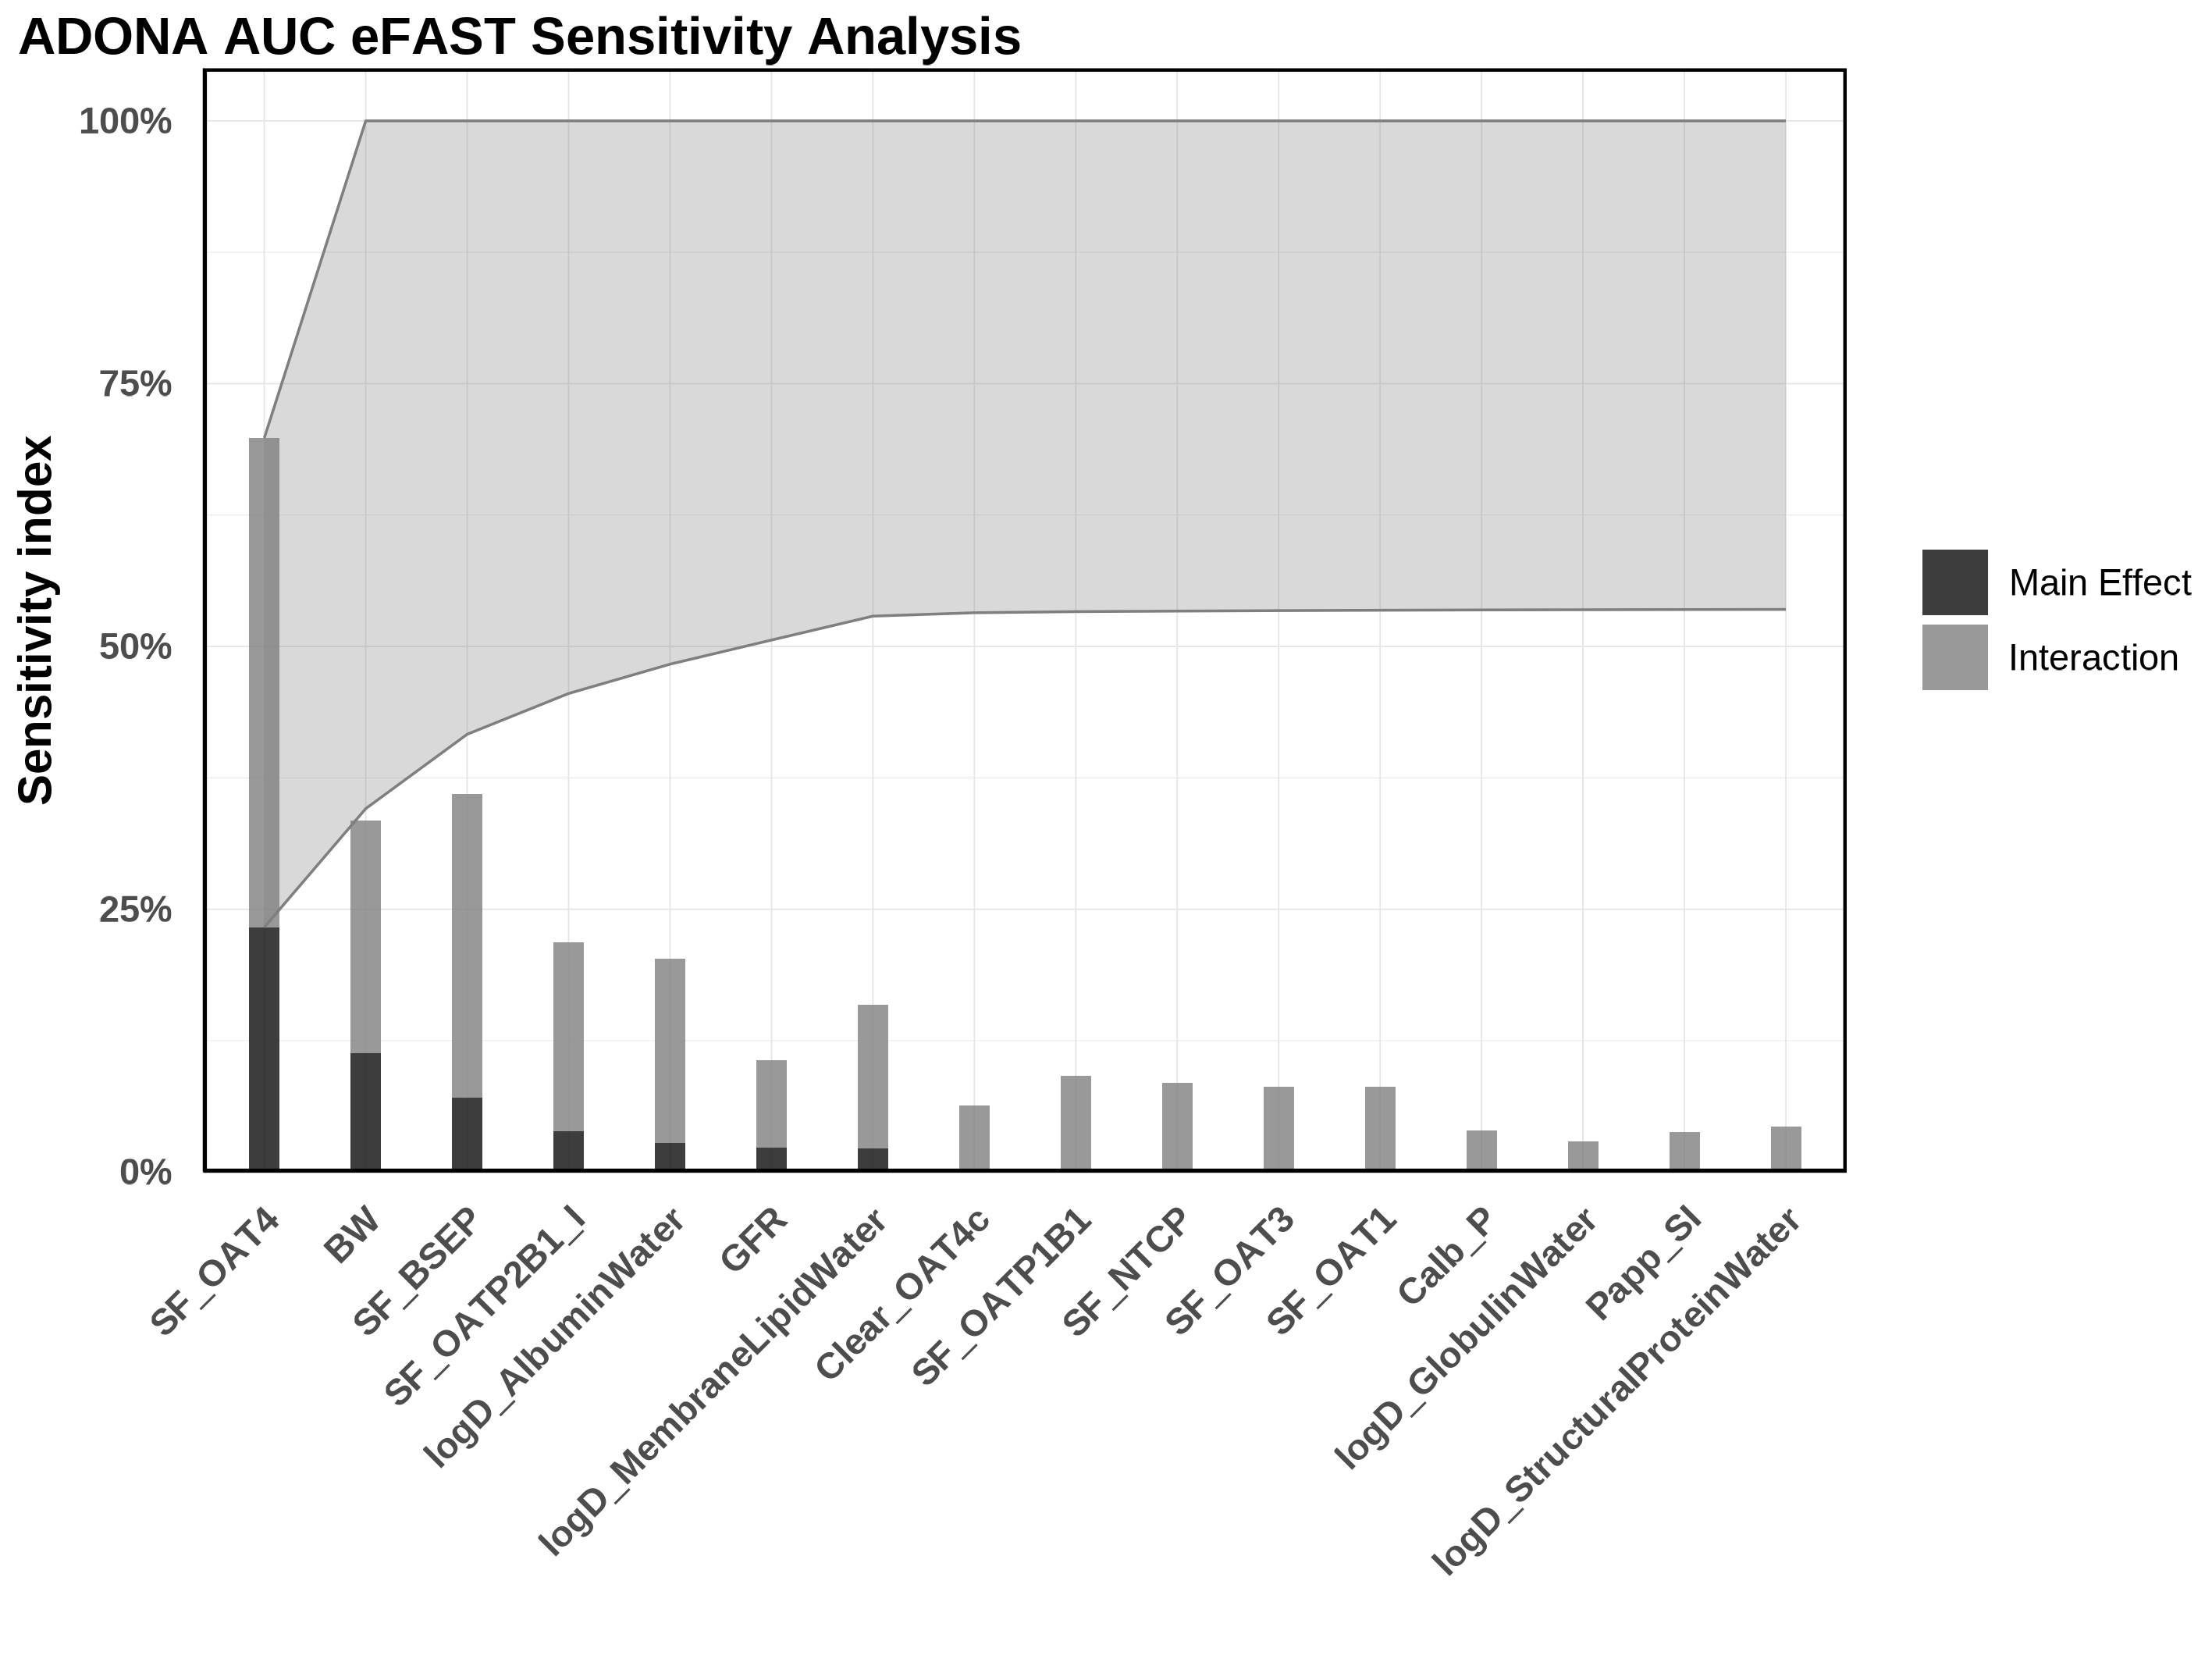 ADONA AUC eFAST Sensitivity Analysis
Sensitivity index
100%
75%
50%
25%
0%
SF_OAT4
BW
SF_BSEP
SF_OATP2B1_I
logD_AlbuminWater
GFR
logD_MembraneLipidWater
Clear_OAT4c
SF_OATP1B1
SF_NTCP
SF_OAT3
SF_OAT1
Calb_P
logD_GlobulinWater
Papp_SI
logD_StructuralProteinWater
Main Effect
Interaction